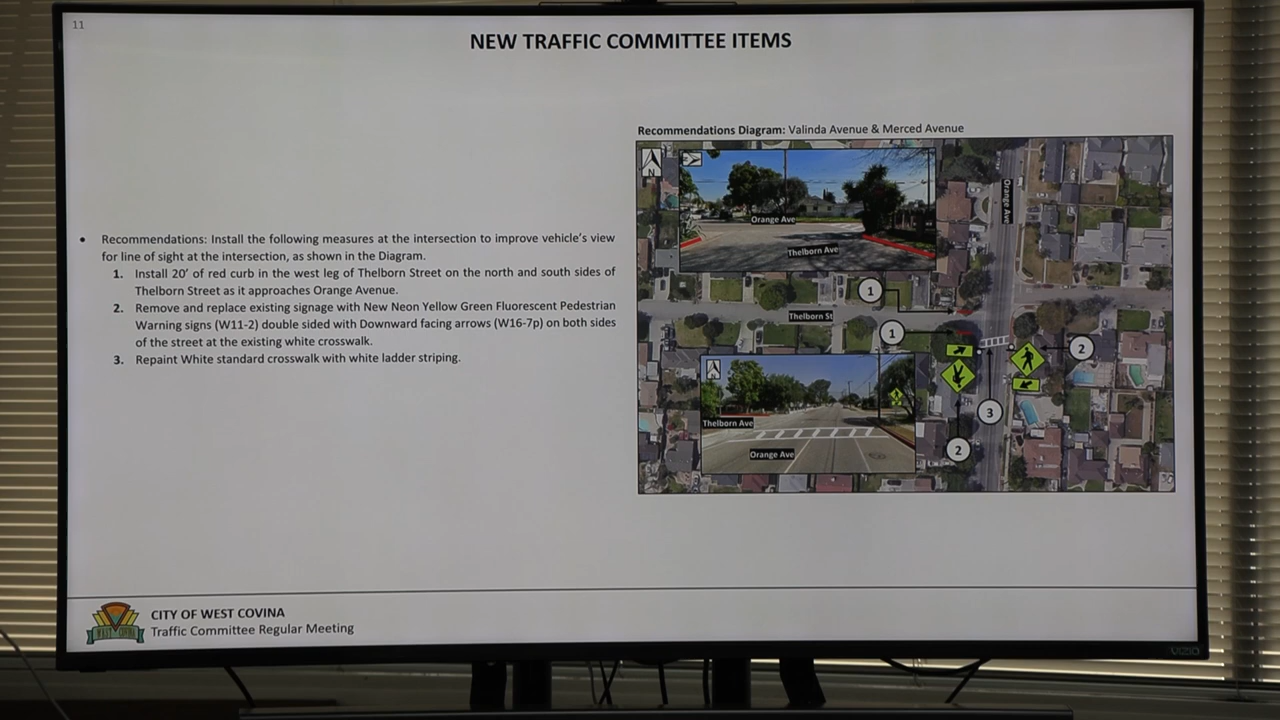 11
NEW TRAFFIC COMMITTEE ITEMS
• Recommendations: Install the following measures at the intersection to improve vehicle's view
for line of sight at the intersection, as shown in the Diagram.
1. Install 20' of red curb in the west leg of Thelborn Street on the north and south sides of
Thelborn Street as it approaches Orange Avenue.
2. Remove and replace existing signage with New Neon Yellow Green Fluorescent Pedestrian
Warning signs (W11-2) double sided with Downward facing arrows (W16-7p) on both sides
of the street at the existing white crosswalk.
3. Repaint White standard crosswalk with white ladder striping.
Recommendations Diagram: Valinda Avenue & Merced Avenue
N
Orange Ave
Thelborn Ave
Orange Ave
1
Thelborn St
1
2
Thelborn Ave
Orange Ave
3
2
CITY OF WEST COVINA
Traffic Committee Regular Meeting
WEST COVINA
VIZIO